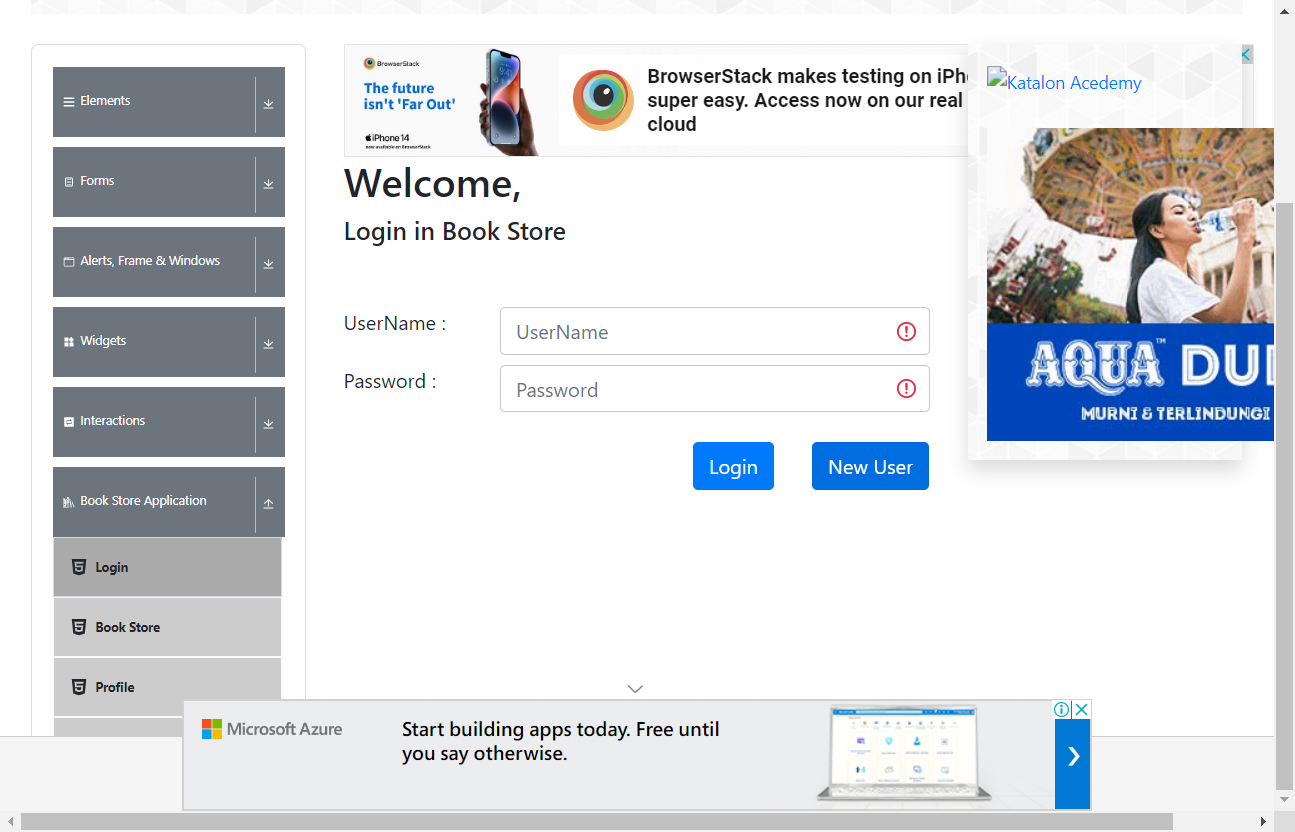 Elements
Forms
Alerts, Frame & Windows
Widgets
Interactions
Book Store Application
Login
Book Store
Profile
BrowserStack
The future
isn't 'Far Out'
iPhone 14
now available on BrowserStack
BrowserStack makes testing on iPh
super easy. Access now on our real
cloud
Katalon Acedemy
AQUA™ DU
MURNI & TERLINDUNGI
Welcome,
Login in Book Store
UserName :
UserName
Password :
Password
Login
New User
Microsoft Azure
Start building apps today. Free until
you say otherwise.